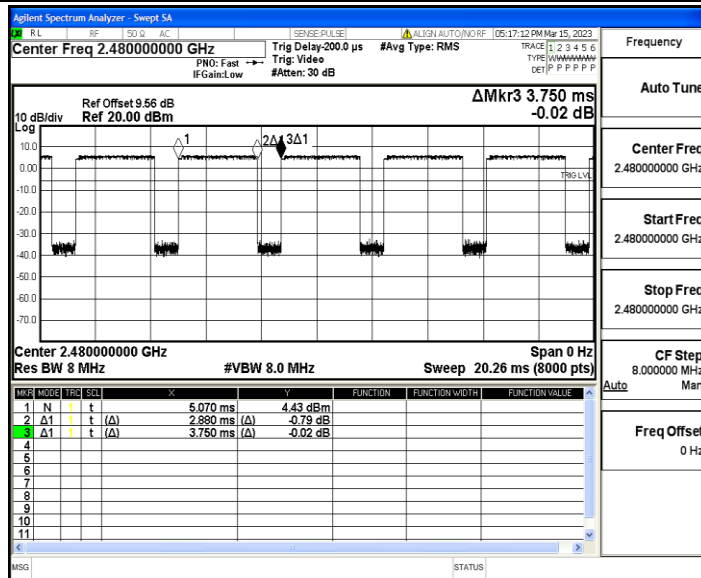 Agilent Spectrum Analyzer - Swept SA
RL RF 50 Ω AC SENSE:PULSE ALIGN AUTO/NO RF 05:17:12 PM Mar 15, 2023
Center Freq 2.480000000 GHz
PNO: Fast
IFGain:Low
Trig Delay-200.0 µs
Trig: Video
#Atten: 30 dB
#Avg Type: RMS
TRACE 1 2 3 4 5 6
TYPE
DET P P P P P P
Ref Offset 9.56 dB
Ref 20.00 dBm
10 dB/div
Log
ΔMkr3 3.750 ms
-0.02 dB
10.0
0.00
-10.0
-20.0
-30.0
-40.0
-50.0
-60.0
-70.0
1
3Δ1
TRIG LVL
Center 2.480000000 GHz Span 0 Hz
Res BW 8 MHz #VBW 8.0 MHz Sweep 20.26 ms (8000 pts)
MKR MODE TRC SCL X Y FUNCTION FUNCTION WIDTH FUNCTION VALUE
1 N 1 t 5.070 ms 4.43 dBm
2 Δ1 1 t (Δ) 2.880 ms (Δ) -0.79 dB
3 Δ1 1 t (Δ) 3.750 ms (Δ) -0.02 dB
4
5
6
7
8
9
10
11
MSG STATUS
Frequency
Auto Tune
Center Freq
2.480000000 GHz
Start Freq
2.480000000 GHz
Stop Freq
2.480000000 GHz
CF Step
8.000000 MHz
Auto Man
Freq Offset
0 Hz